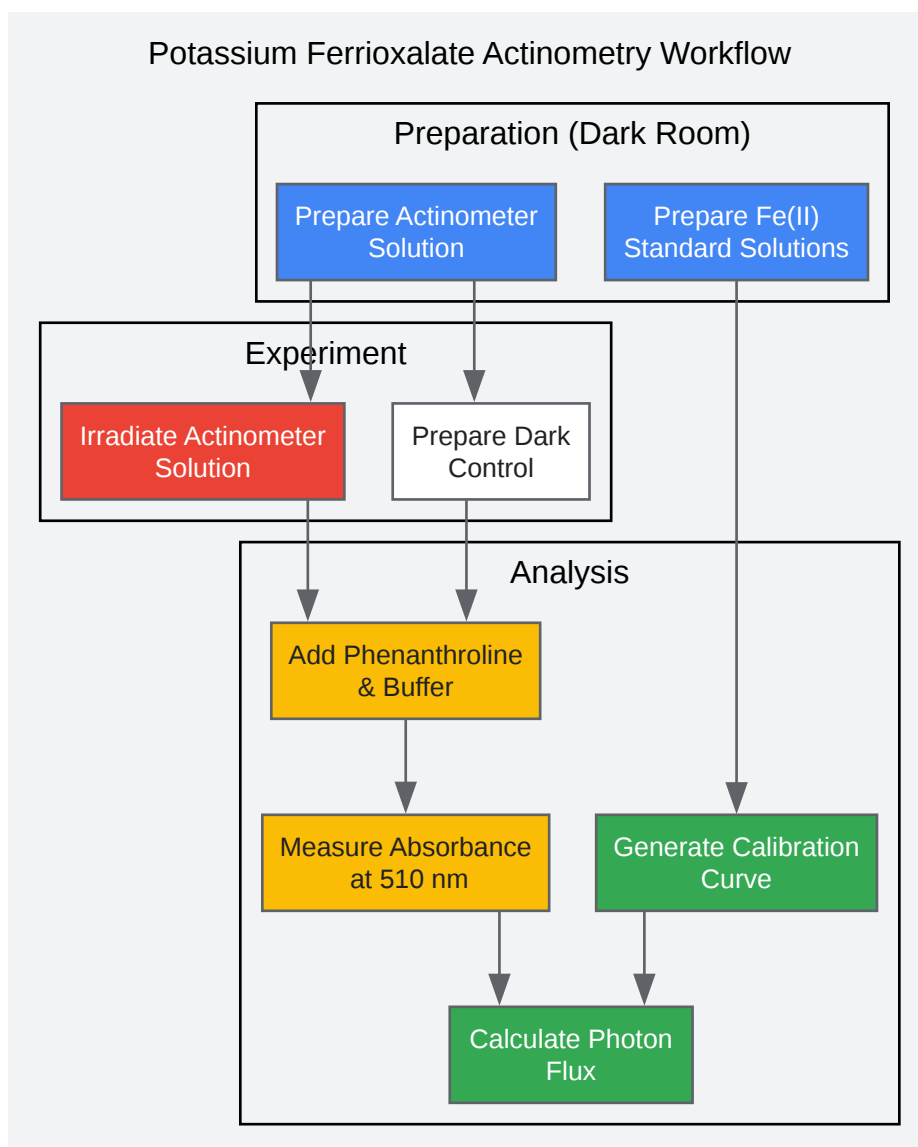 Potassium Ferrioxalate Actinometry Workflow
Preparation (Dark Room)
Prepare Actinometer
Solution
Prepare Fe(II)
Standard Solutions
Experiment
Irradiate Actinometer
Solution
Prepare Dark
Control
Analysis
Add Phenanthroline
& Buffer
Measure Absorbance
at 510 nm
Generate Calibration
Curve
Calculate Photon
Flux